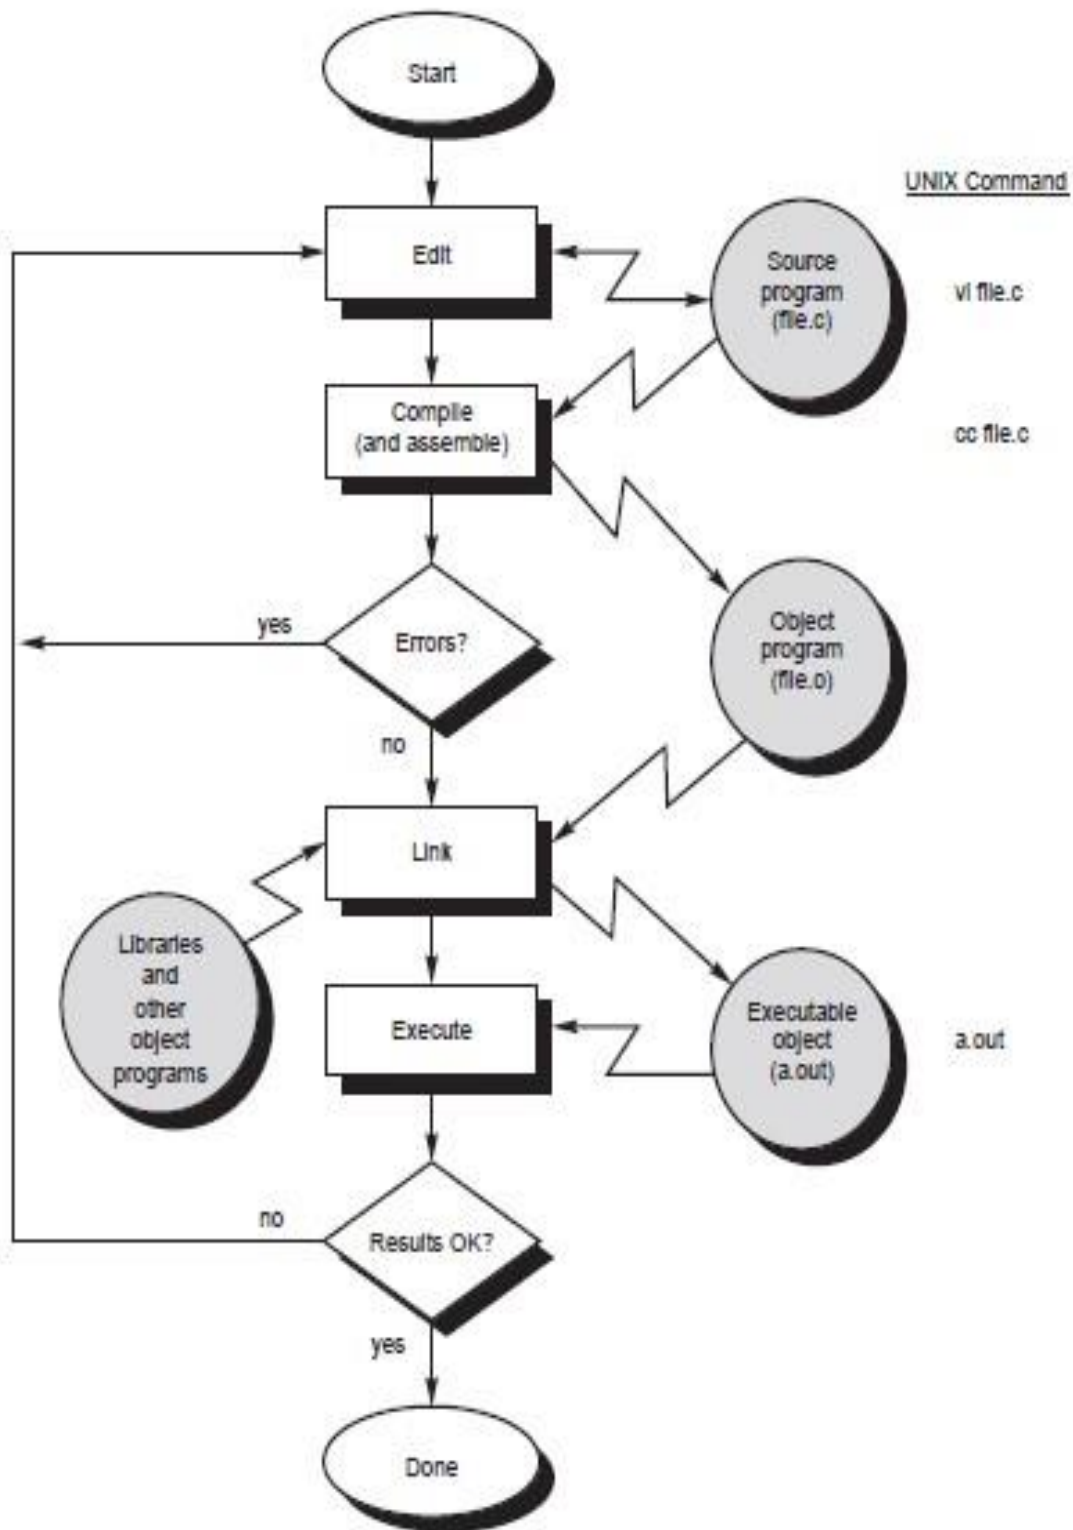 Start
UNIX Command
Edit
Source
program
(file.c)
vi file.c
Compile
(and assemble)
cc file.c
yes
Errors?
Object
program
(file.o)
no
Link
Libraries
and
other
object
programs
Execute
Executable
object
(a.out)
a.out
no
Results OK?
yes
Done